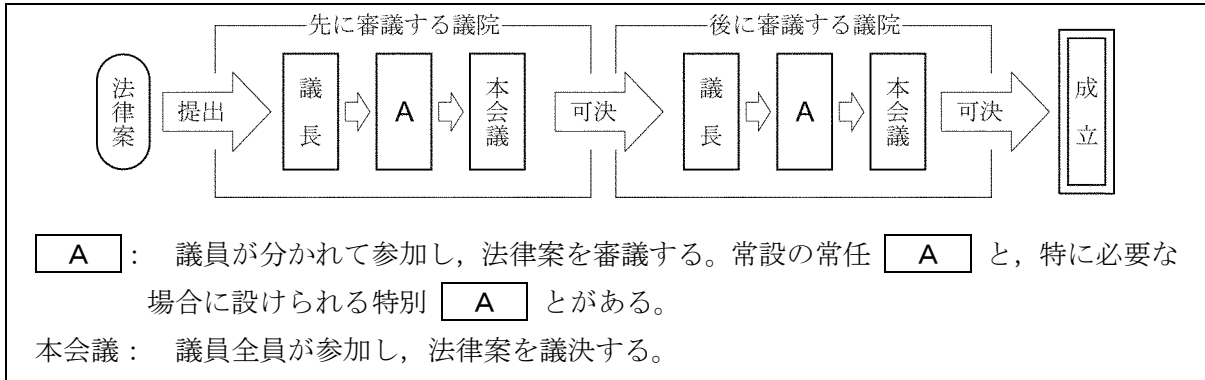 先に審議する議院
後に審議する議院
法律案
提出
議長
A
本会議
可決
議長
A
本会議
可決
成立
A : 議員が分かれて参加し，法律案を審議する。常設の常任 A と，特に必要な
場合に設けられる特別 A とがある。
本会議： 議員全員が参加し，法律案を議決する。